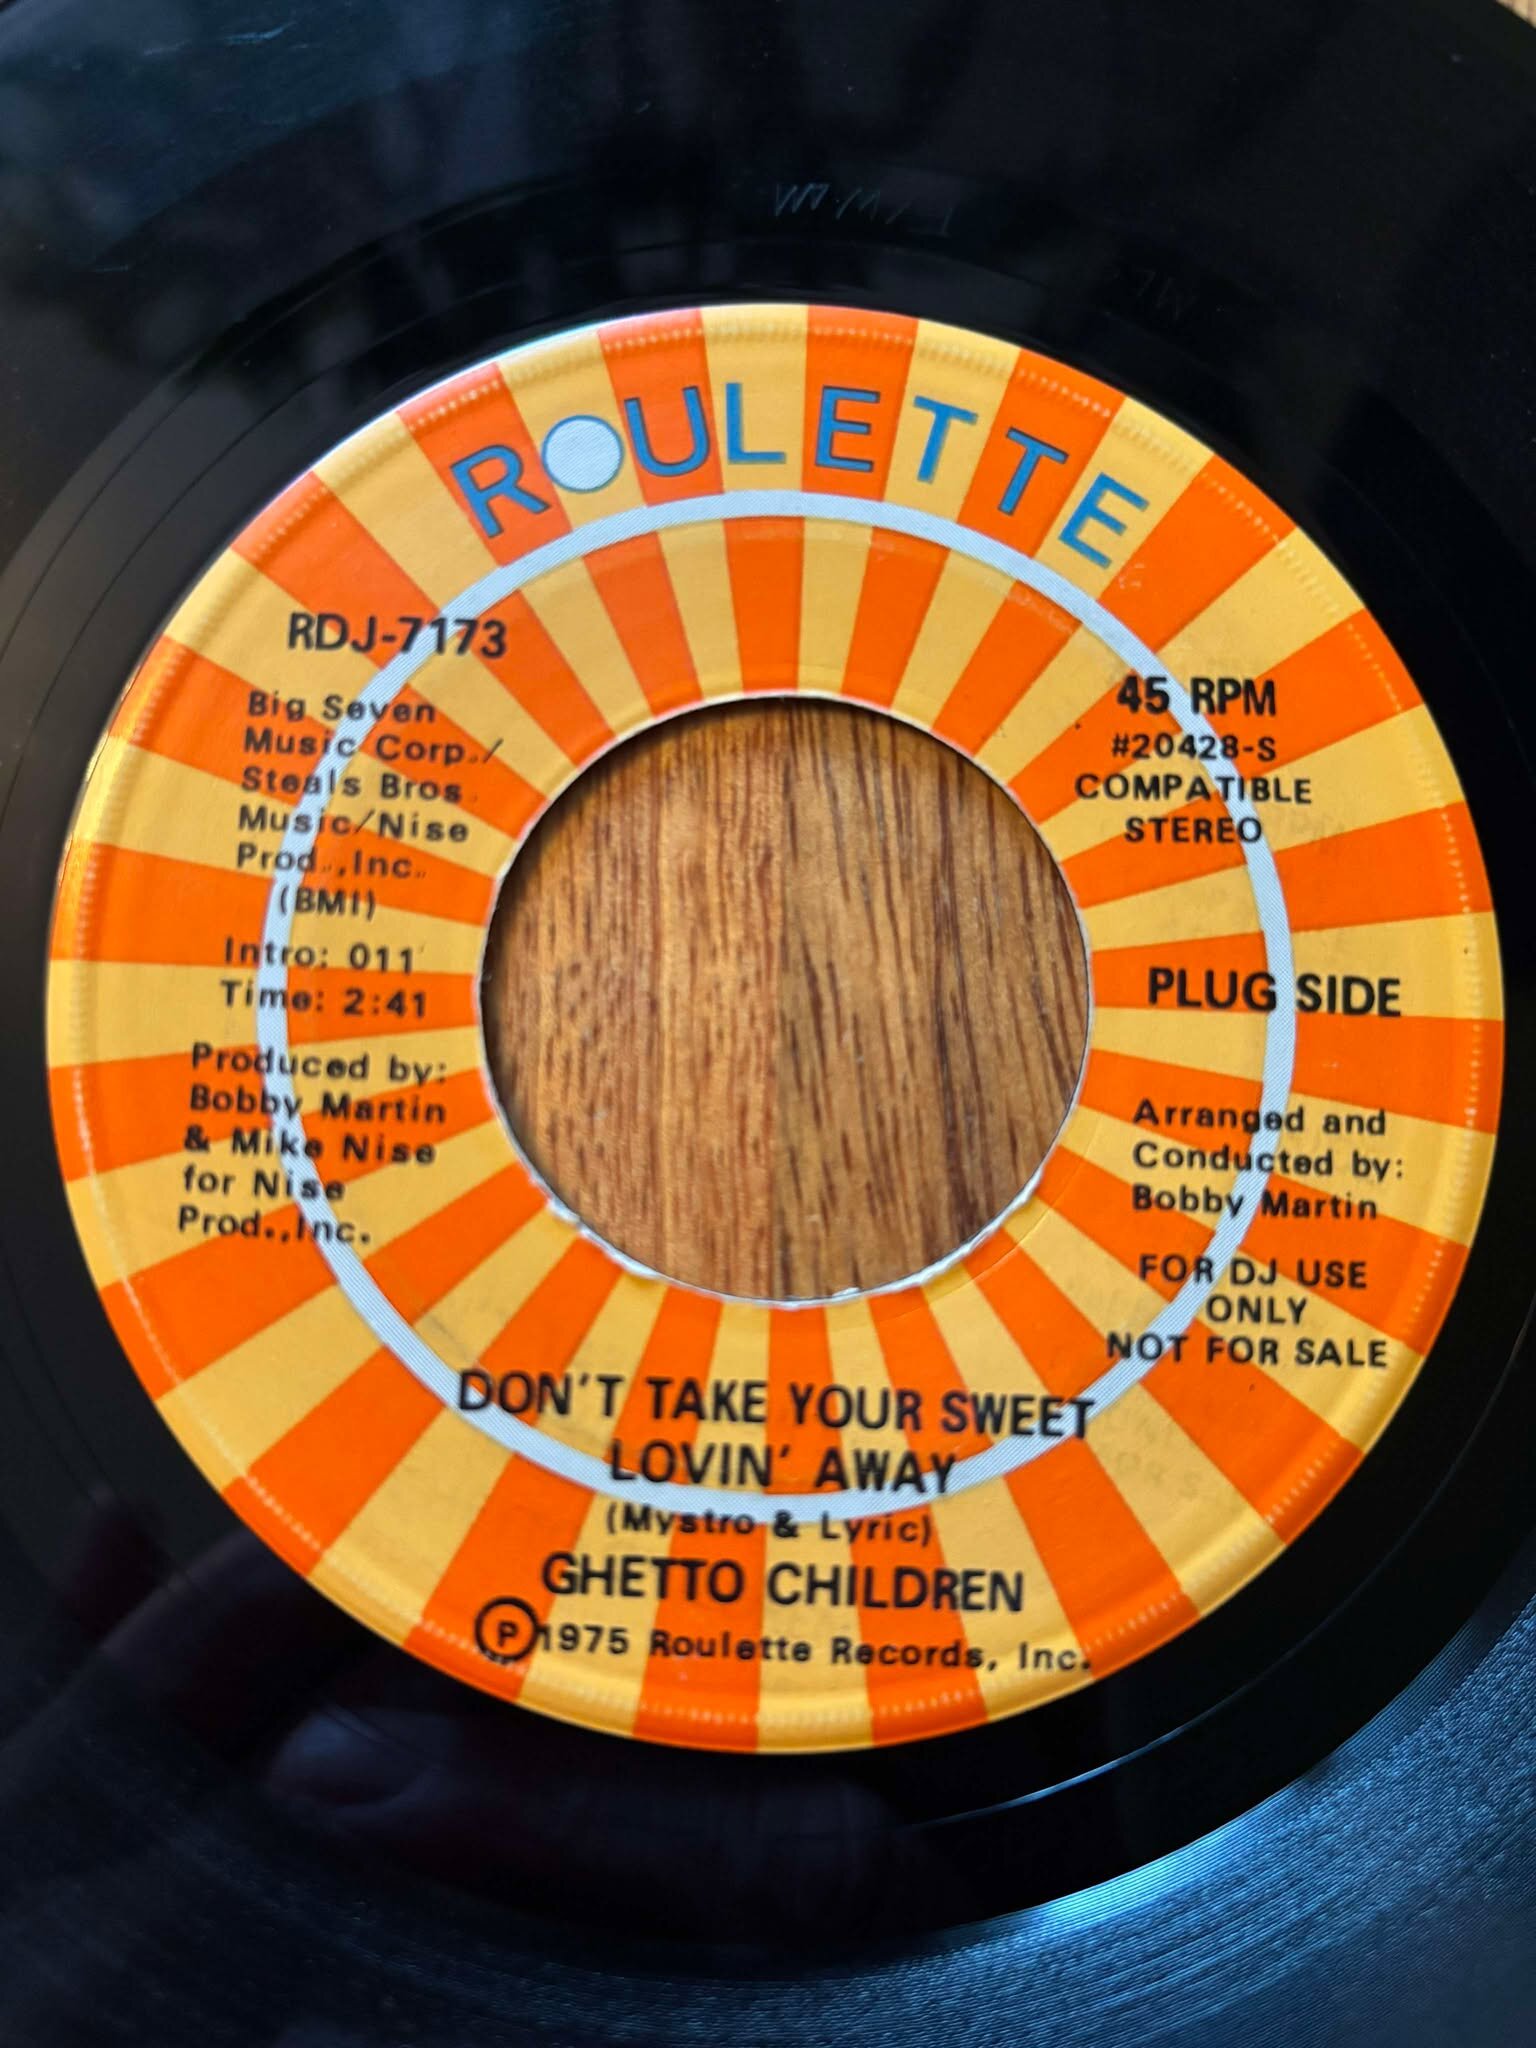 ROULETTE
RDJ-7173
Big Seven
Music Corp./
Steals Bros.
Music/Nise
Prod.,Inc.
(BMI)
Intro: 011
Time: 2:41
Produced by:
Bobby Martin
& Mike Nise
for Nise
Prod.,Inc.
45 RPM
#20428-S
COMPATIBLE
STEREO
PLUG SIDE
Arranged and
Conducted by:
Bobby Martin
FOR DJ USE
ONLY
NOT FOR SALE
DON'T TAKE YOUR SWEET
LOVIN' AWAY
(Mystro & Lyric)
GHETTO CHILDREN
Ⓟ1975 Roulette Records, Inc.